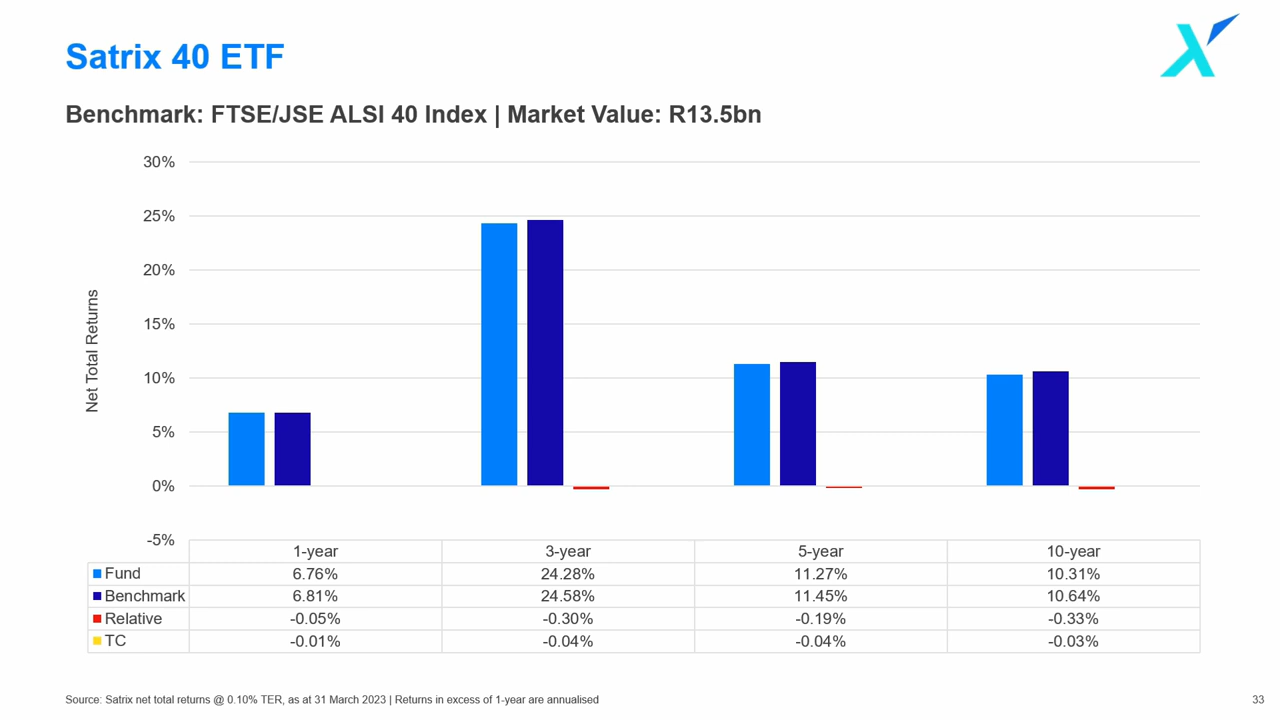 Satrix 40 ETF
Benchmark: FTSE/JSE ALSI 40 Index | Market Value: R13.5bn
30%
25%
20%
15%
10%
5%
0%
-5%
Net Total Returns
1-year 3-year 5-year 10-year
Fund 6.76% 24.28% 11.27% 10.31%
Benchmark 6.81% 24.58% 11.45% 10.64%
Relative -0.05% -0.30% -0.19% -0.33%
TC -0.01% -0.04% -0.04% -0.03%
Source: Satrix net total returns @ 0.10% TER, as at 31 March 2023 | Returns in excess of 1-year are annualised
33